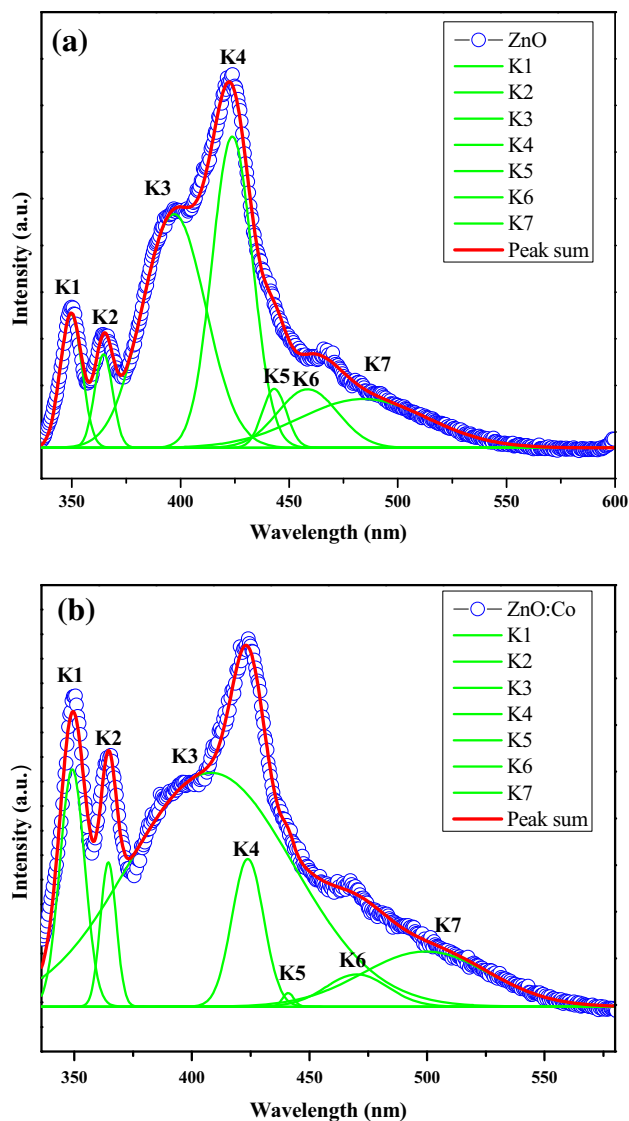 (a)
ZnO
K1
K2
K3
K4
K5
K6
K7
Peak sum
K4
K3
K1
K2
K5
K6
K7
Intensity (a.u.)
350
400
450
500
550
600
Wavelength (nm)
(b)
ZnO:Co
K1
K2
K3
K4
K5
K6
K7
Peak sum
K1
K2
K3
K4
K5
K6
K7
Intensity (a.u.)
350
400
450
500
550
Wavelength (nm)